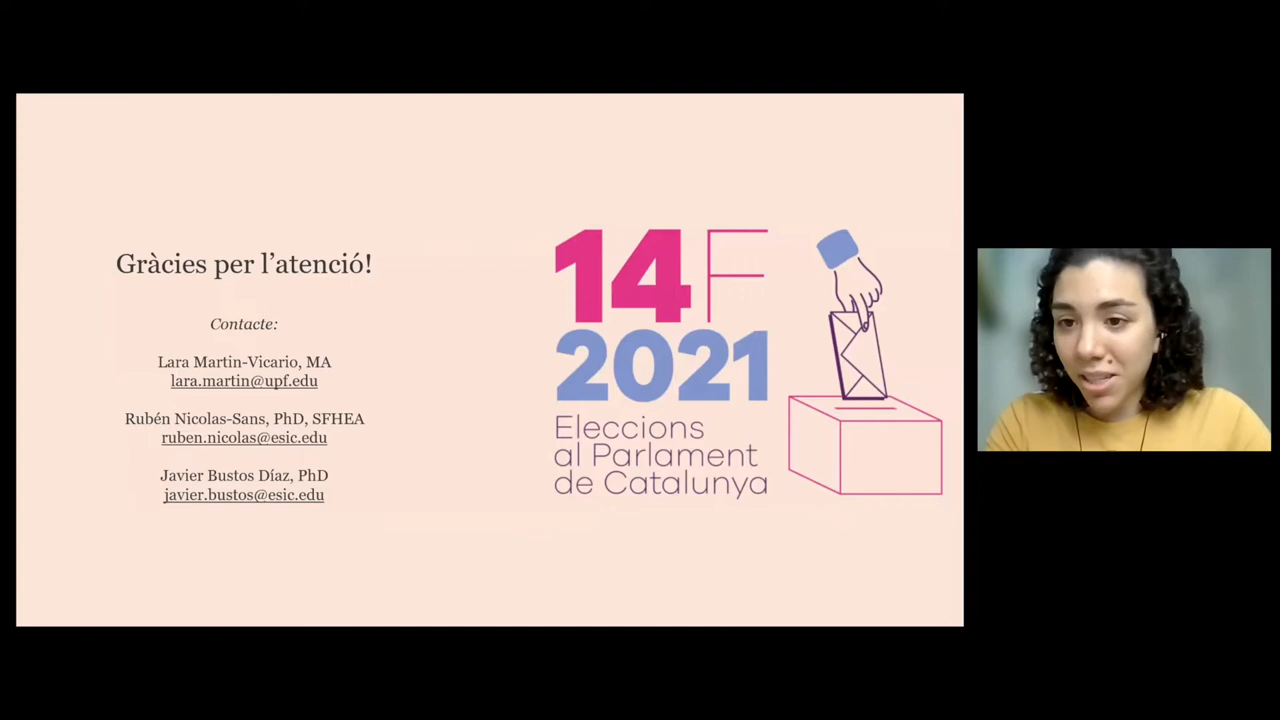 Gràcies per l’atenció!
Contacte:
Lara Martin-Vicario, MA
lara.martin@upf.edu
Rubén Nicolas-Sans, PhD, SFHEA
ruben.nicolas@esic.edu
Javier Bustos Díaz, PhD
javier.bustos@esic.edu
14F
2021
Eleccions
al Parlament
de Catalunya